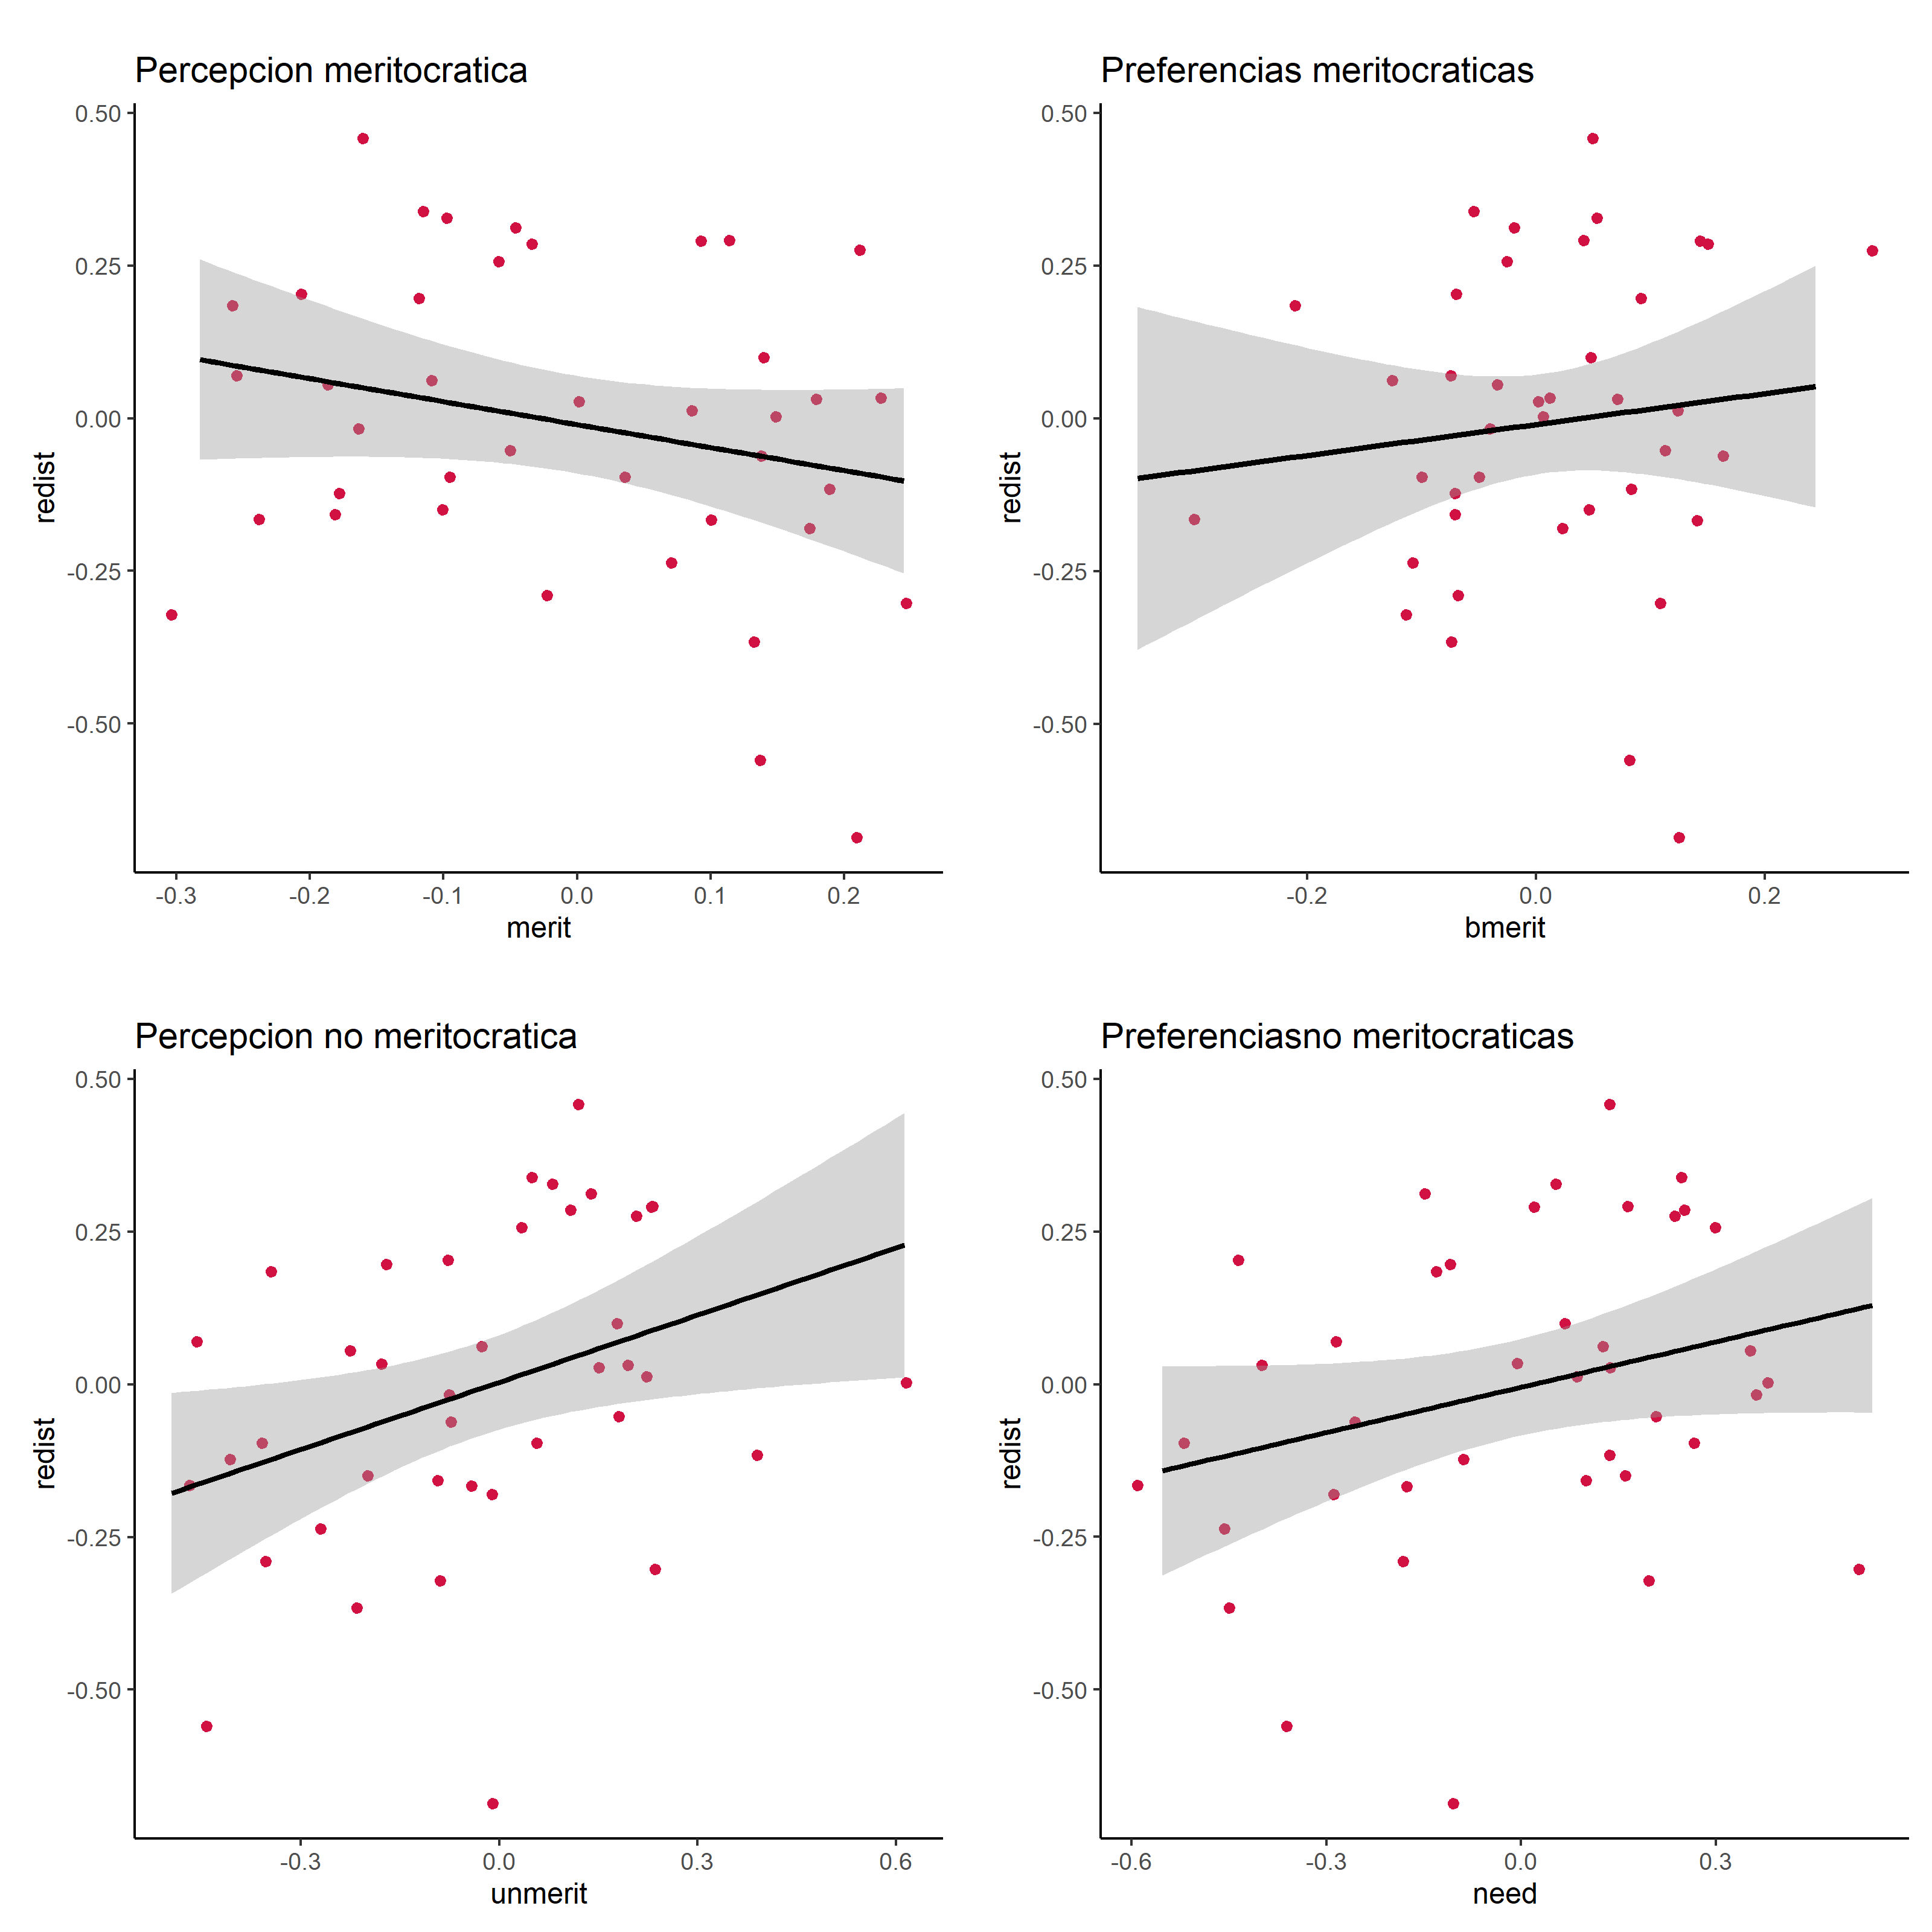 Percepcion meritocratica
0.50
0.25
0.00
-0.25
-0.50
redist
-0.3 -0.2 -0.1 0.0 0.1 0.2
merit
Preferencias meritocraticas
0.50
0.25
0.00
-0.25
-0.50
redist
-0.2 0.0 0.2
bmerit
Percepcion no meritocratica
0.50
0.25
0.00
-0.25
-0.50
redist
-0.3 0.0 0.3 0.6
unmerit
Preferenciasno meritocraticas
0.50
0.25
0.00
-0.25
-0.50
redist
-0.6 -0.3 0.0 0.3
need